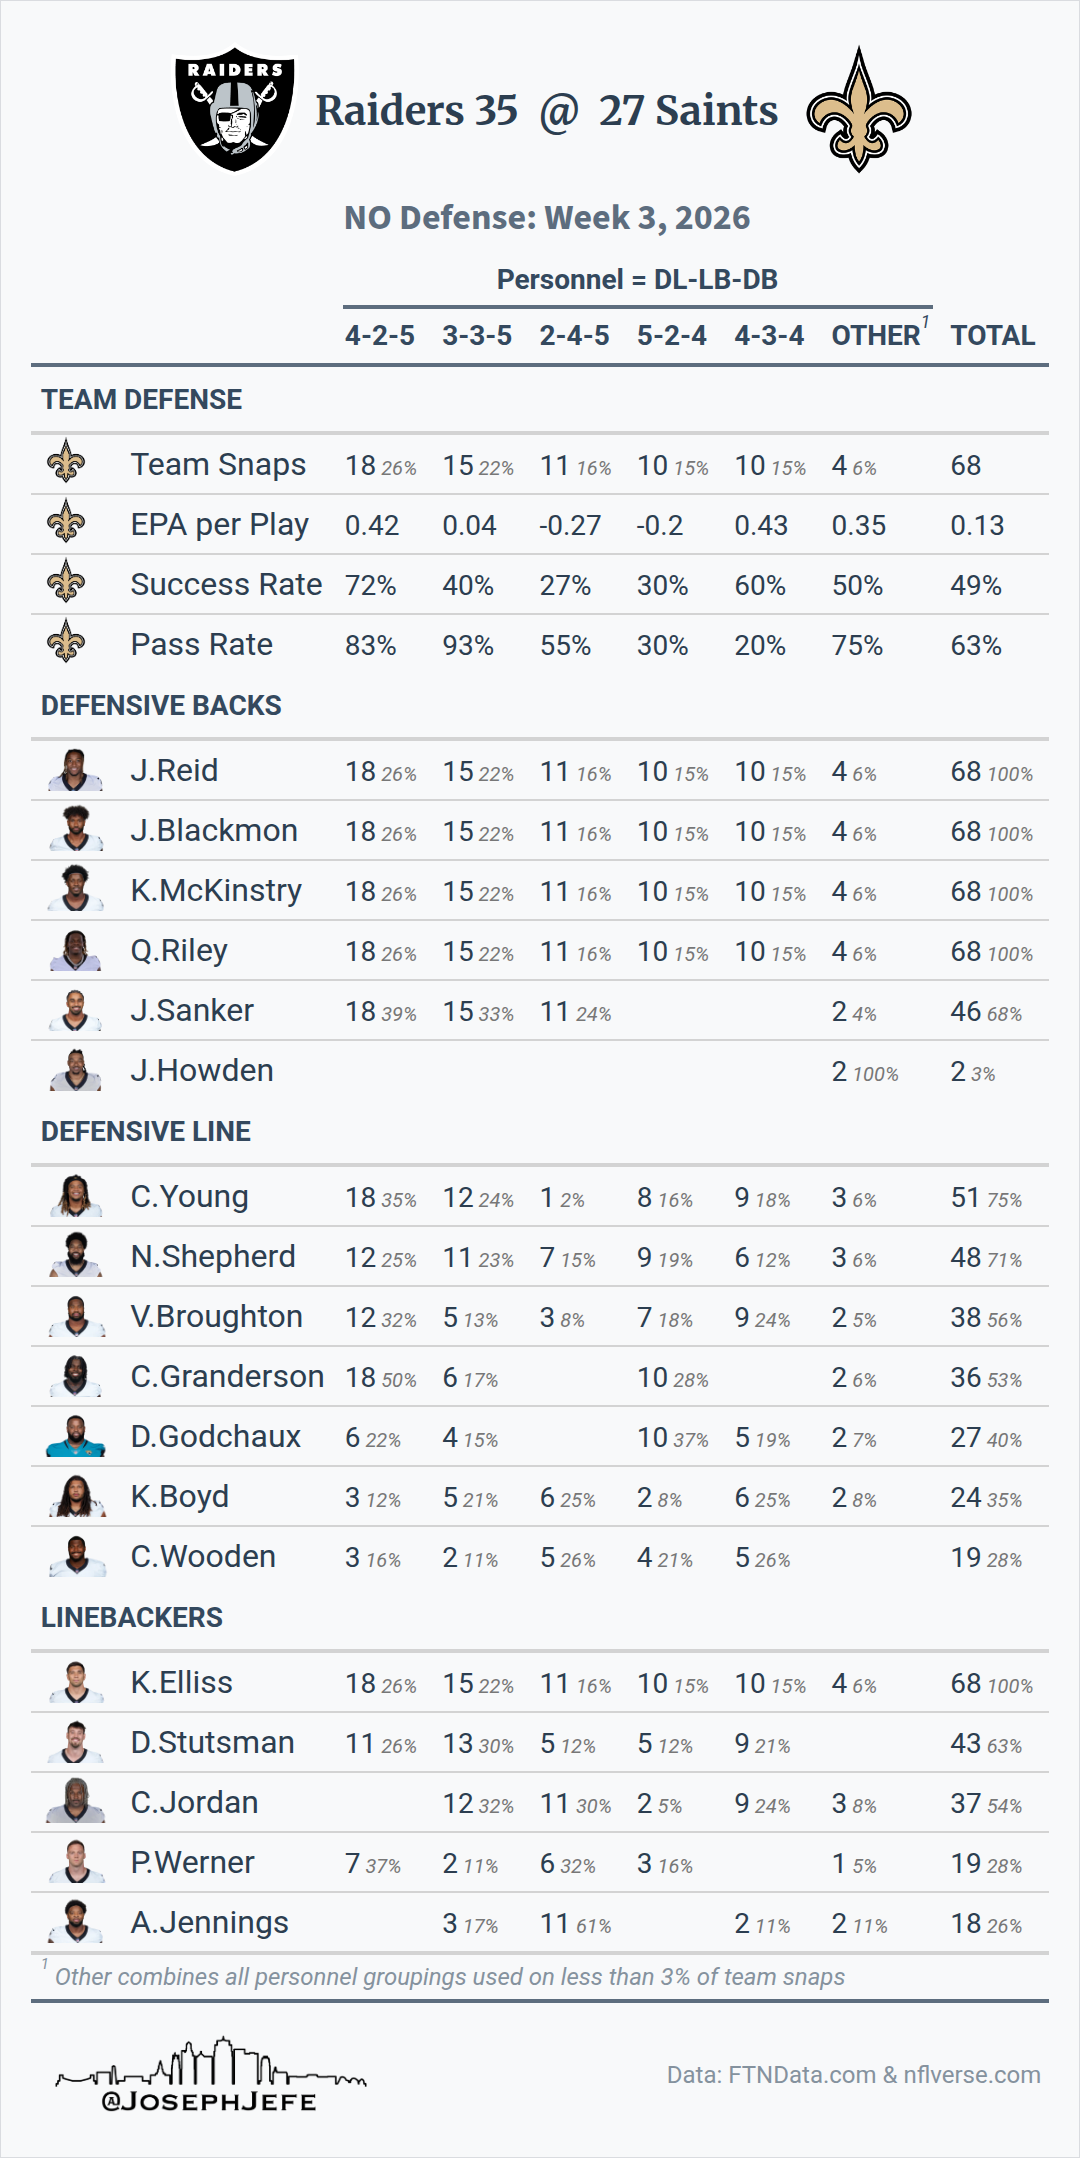 RAIDERS
Raiders 35 @ 27 Saints
NO Defense: Week 3, 2026
Personnel = DL-LB-DB
4-2-5 3-3-5 2-4-5 5-2-4 4-3-4 OTHER1 TOTAL
TEAM DEFENSE
Team Snaps 18 26% 15 22% 11 16% 10 15% 10 15% 4 6% 68
EPA per Play 0.42 0.04 -0.27 -0.2 0.43 0.35 0.13
Success Rate 72% 40% 27% 30% 60% 50% 49%
Pass Rate 83% 93% 55% 30% 20% 75% 63%
DEFENSIVE BACKS
J.Reid 18 26% 15 22% 11 16% 10 15% 10 15% 4 6% 68 100%
J.Blackmon 18 26% 15 22% 11 16% 10 15% 10 15% 4 6% 68 100%
K.McKinstry 18 26% 15 22% 11 16% 10 15% 10 15% 4 6% 68 100%
Q.Riley 18 26% 15 22% 11 16% 10 15% 10 15% 4 6% 68 100%
J.Sanker 18 39% 15 33% 11 24% 2 4% 46 68%
J.Howden 2 100% 2 3%
DEFENSIVE LINE
C.Young 18 35% 12 24% 1 2% 8 16% 9 18% 3 6% 51 75%
N.Shepherd 12 25% 11 23% 7 15% 9 19% 6 12% 3 6% 48 71%
V.Broughton 12 32% 5 13% 3 8% 7 18% 9 24% 2 5% 38 56%
C.Granderson 18 50% 6 17% 10 28% 2 6% 36 53%
D.Godchaux 6 22% 4 15% 10 37% 5 19% 2 7% 27 40%
K.Boyd 3 12% 5 21% 6 25% 2 8% 6 25% 2 8% 24 35%
C.Wooden 3 16% 2 11% 5 26% 4 21% 5 26% 19 28%
LINEBACKERS
K.Elliss 18 26% 15 22% 11 16% 10 15% 10 15% 4 6% 68 100%
D.Stutsman 11 26% 13 30% 5 12% 5 12% 9 21% 43 63%
C.Jordan 12 32% 11 30% 2 5% 9 24% 3 8% 37 54%
P.Werner 7 37% 2 11% 6 32% 3 16% 1 5% 19 28%
A.Jennings 3 17% 11 61% 2 11% 2 11% 18 26%
1 Other combines all personnel groupings used on less than 3% of team snaps
@JOSEPHJEFE
Data: FTNData.com & nflverse.com